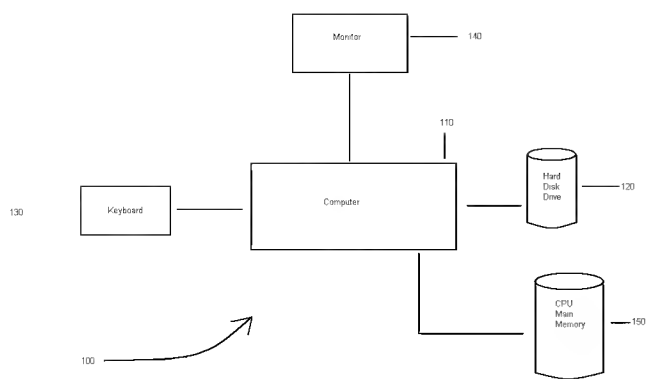 Monitor
140
110
Hard
Disk
Drive
120
Computer
130
Keyboard
CPU
Main
Memory
150
100